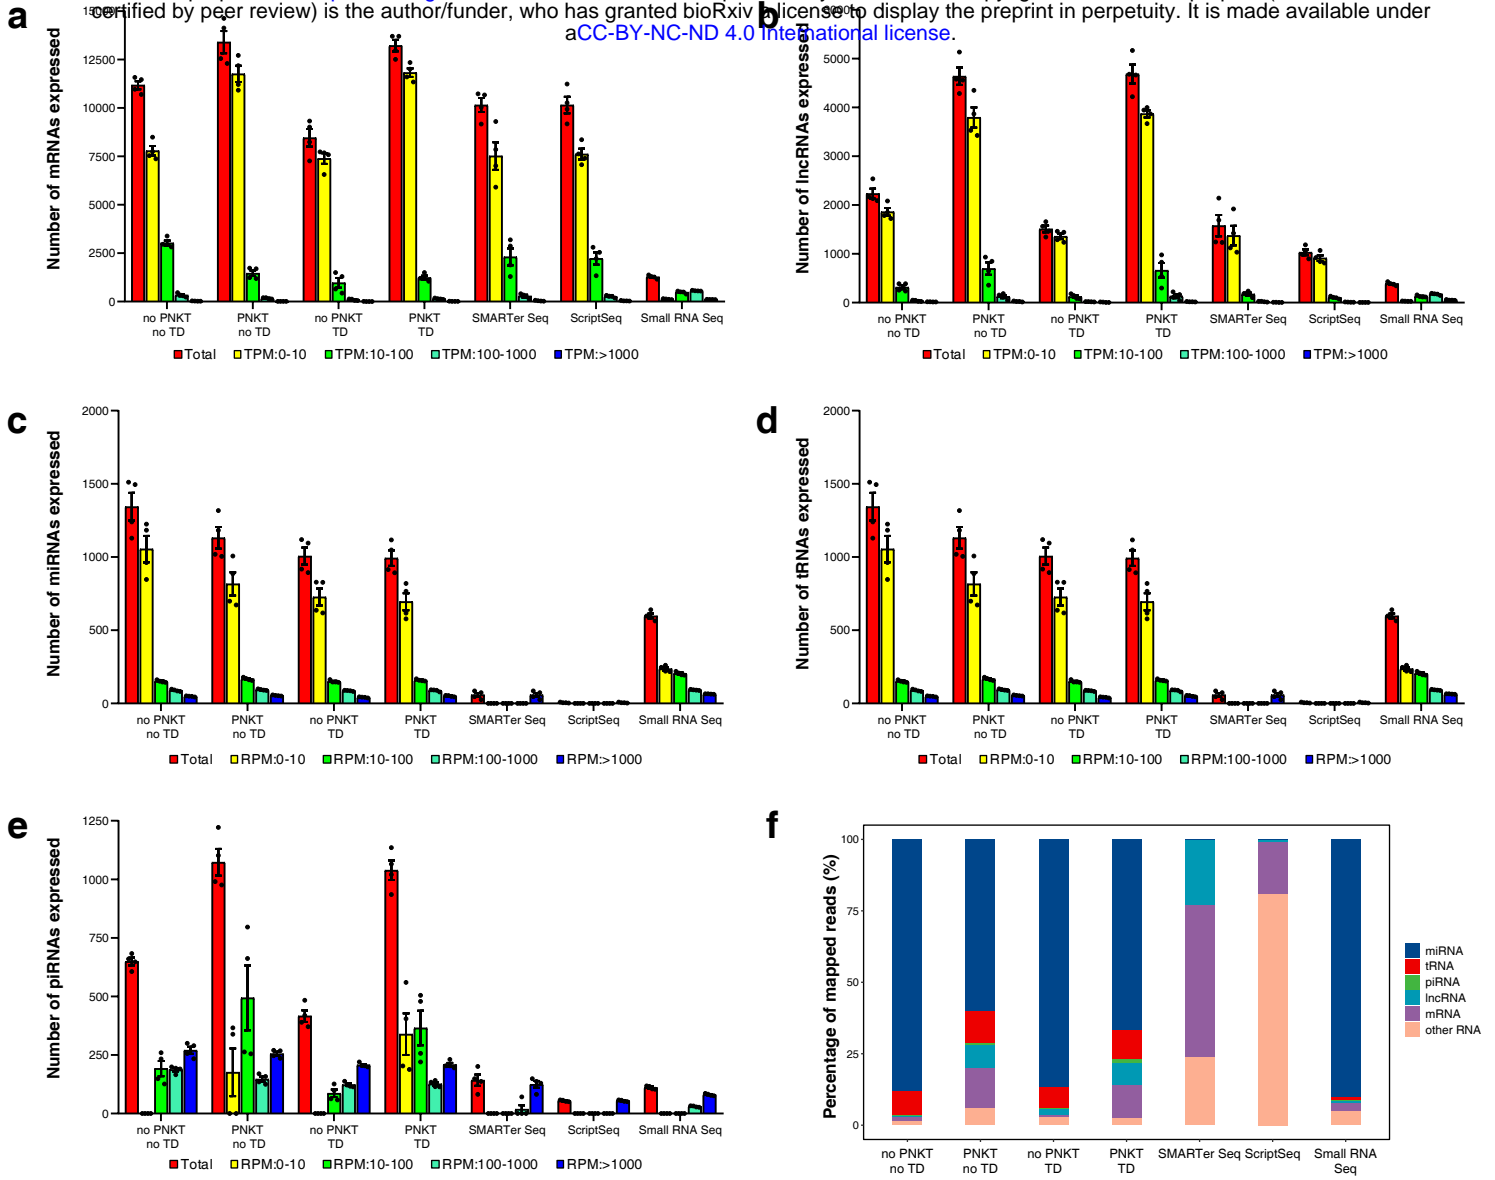 certified by peer review) is the author/funder, who has granted bioRxiv a license to display the preprint in perpetuity. It is made available under
aCC-BY-NC-ND 4.0 International license.
a
Number of mRNAs expressed
15000
12500
10000
7500
5000
2500
0
no PNKT no TD
PNKT no TD
no PNKT TD
PNKT TD
SMARTer Seq
ScriptSeq
Small RNA Seq
Total TPM:0-10 TPM:10-100 TPM:100-1000 TPM:>1000
b
Number of lncRNAs expressed
6000
5000
4000
3000
2000
1000
0
no PNKT no TD
PNKT no TD
no PNKT TD
PNKT TD
SMARTer Seq
ScriptSeq
Small RNA Seq
Total TPM:0-10 TPM:10-100 TPM:100-1000 TPM:>1000
c
Number of miRNAs expressed
2000
1500
1000
500
0
no PNKT no TD
PNKT no TD
no PNKT TD
PNKT TD
SMARTer Seq
ScriptSeq
Small RNA Seq
Total RPM:0-10 RPM:10-100 RPM:100-1000 RPM:>1000
d
Number of tRNAs expressed
2000
1500
1000
500
0
no PNKT no TD
PNKT no TD
no PNKT TD
PNKT TD
SMARTer Seq
ScriptSeq
Small RNA Seq
Total RPM:0-10 RPM:10-100 RPM:100-1000 RPM:>1000
e
Number of piRNAs expressed
1250
1000
750
500
250
0
no PNKT no TD
PNKT no TD
no PNKT TD
PNKT TD
SMARTer Seq
ScriptSeq
Small RNA Seq
Total RPM:0-10 RPM:10-100 RPM:100-1000 RPM:>1000
f
Percentage of mapped reads (%)
100
75
50
25
0
no PNKT no TD
PNKT no TD
no PNKT TD
PNKT TD
SMARTer Seq
ScriptSeq
Small RNA Seq
miRNA
tRNA
piRNA
lncRNA
mRNA
other RNA